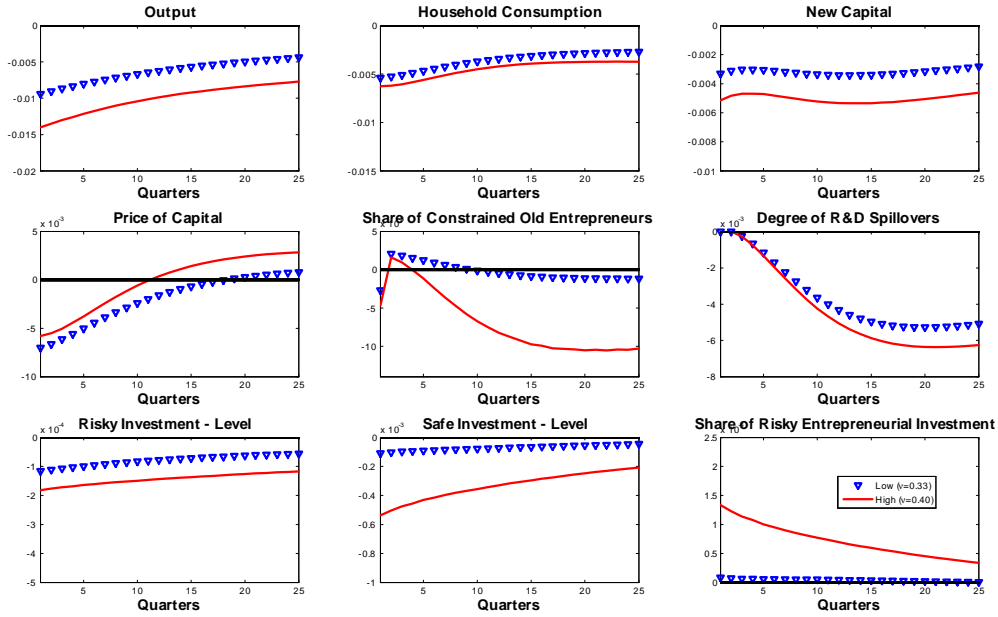 Output
0
-0.005
-0.01
-0.015
-0.02
5 10 15 20 25
Quarters
Household Consumption
0
-0.005
-0.01
-0.015
5 10 15 20 25
Quarters
New Capital
0
-0.002
-0.004
-0.006
-0.008
-0.01
5 10 15 20 25
Quarters
Price of Capital
x 10⁻³
5
0
-5
-10
5 10 15 20 25
Quarters
Share of Constrained Old Entrepreneurs
x 10
5
0
-5
-10
5 10 15 20 25
Quarters
Degree of R&D Spillovers
x 10⁻³
0
-2
-4
-6
-8
5 10 15 20 25
Quarters
Risky Investment - Level
x 10⁻⁴
0
-1
-2
-3
-4
-5
5 10 15 20 25
Quarters
Safe Investment - Level
x 10⁻³
0
-0.2
-0.4
-0.6
-0.8
-1
5 10 15 20 25
Quarters
Share of Risky Entrepreneurial Investment
x 10
2.5
2
1.5
1
0.5
0
Low (ν=0.33)
High (ν=0.40)
5 10 15 20 25
Quarters